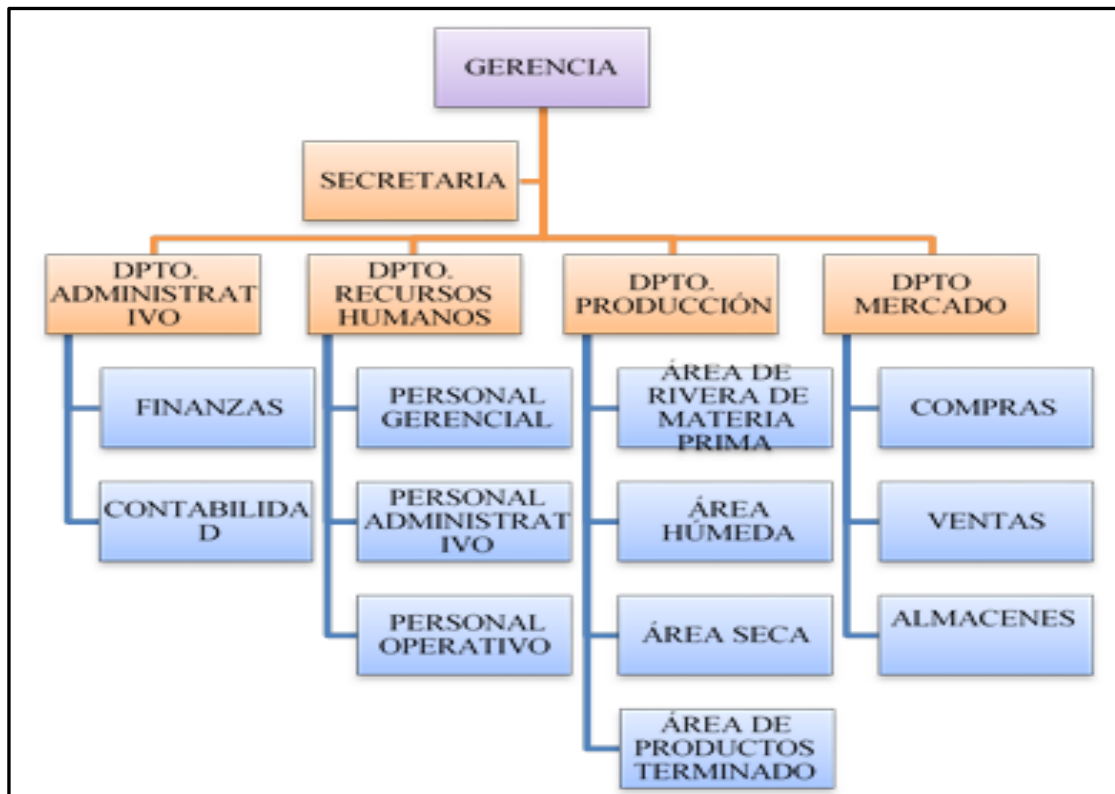 GERENCIA
SECRETARIA
DPTO.
ADMINISTRAT
IVO
DPTO.
RECURSOS
HUMANOS
DPTO.
PRODUCCIÓN
DPTO
MERCADO
FINANZAS
CONTABILIDA
D
PERSONAL
GERENCIAL
PERSONAL
ADMINISTRAT
IVO
PERSONAL
OPERATIVO
ÁREA DE
RIVERA DE
MATERIA
PRIMA
ÁREA
HÚMEDA
ÁREA SECA
ÁREA DE
PRODUCTOS
TERMINADO
COMPRAS
VENTAS
ALMACENES